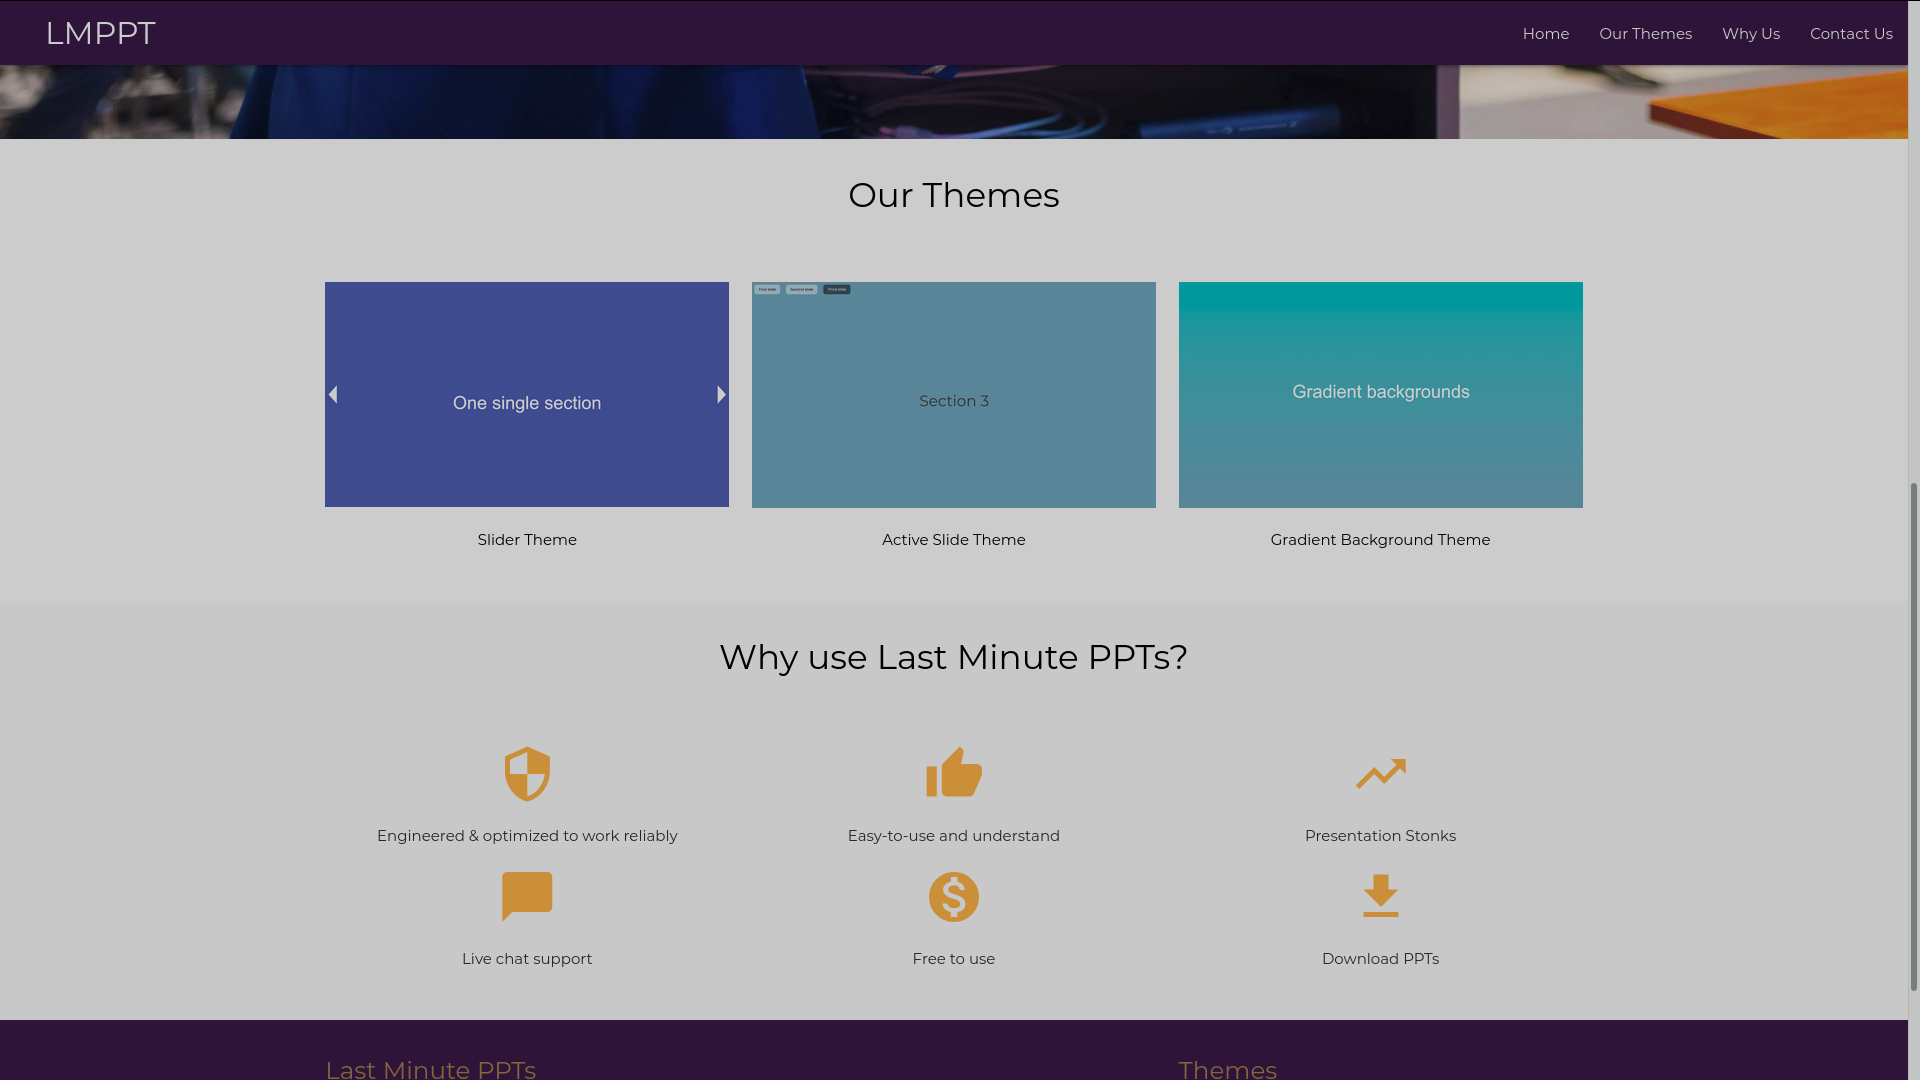 LMPPT
Home Our Themes Why Us Contact Us
Our Themes
First slide Second slide Third slide
One single section
Section 3
Gradient backgrounds
Slider Theme
Active Slide Theme
Gradient Background Theme
Why use Last Minute PPTs?
Engineered & optimized to work reliably
Easy-to-use and understand
Presentation Stonks
Live chat support
Free to use
Download PPTs
Last Minute PPTs
Themes